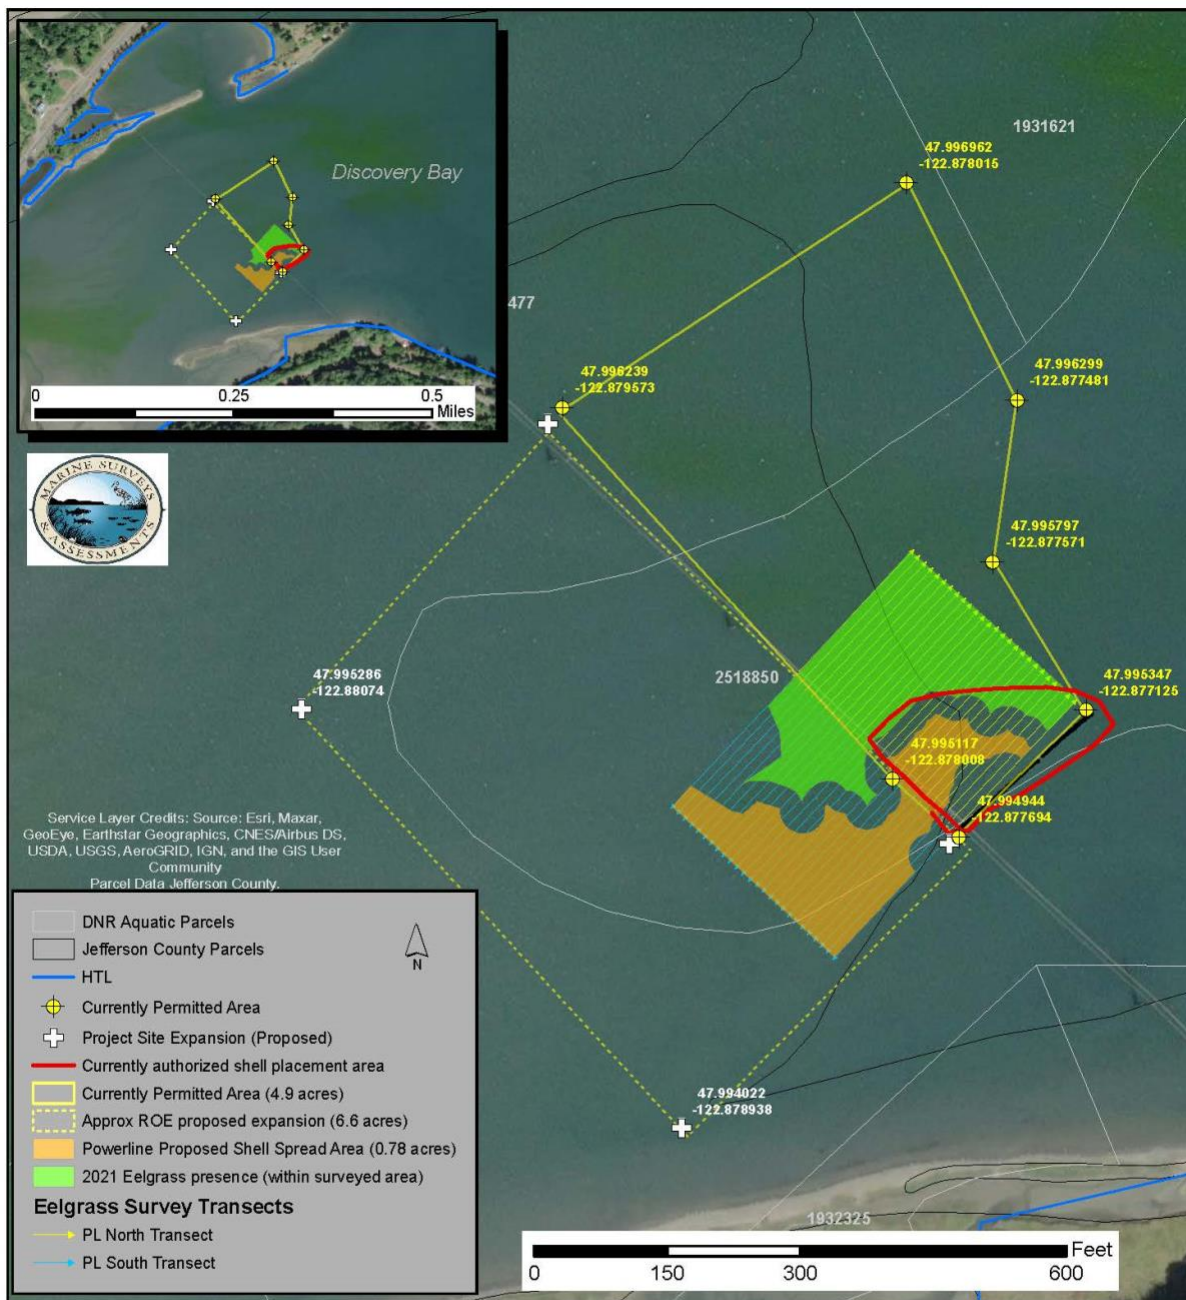 Discovery Bay
0
0.25
0.5
Miles
MARINE SURVEYS
& ASSESSMENTS
1931621
477
47.996962
-122.878015
47.996239
-122.879573
47.996299
-122.877481
47.995797
-122.877571
47.995286
-122.88074
2518850
47.995347
-122.877125
47.995117
-122.878008
47.994944
-122.877694
47.994022
-122.878938
1932325
Service Layer Credits: Source: Esri, Maxar,
GeoEye, Earthstar Geographics, CNES/Airbus DS,
USDA, USGS, AeroGRID, IGN, and the GIS User
Community
Parcel Data Jefferson County.
DNR Aquatic Parcels
Jefferson County Parcels
N
HTL
Currently Permitted Area
Project Site Expansion (Proposed)
Currently authorized shell placement area
Currently Permitted Area (4.9 acres)
Approx ROE proposed expansion (6.6 acres)
Powerline Proposed Shell Spread Area (0.78 acres)
2021 Eelgrass presence (within surveyed area)
Eelgrass Survey Transects
PL North Transect
PL South Transect
Feet
0
150
300
600